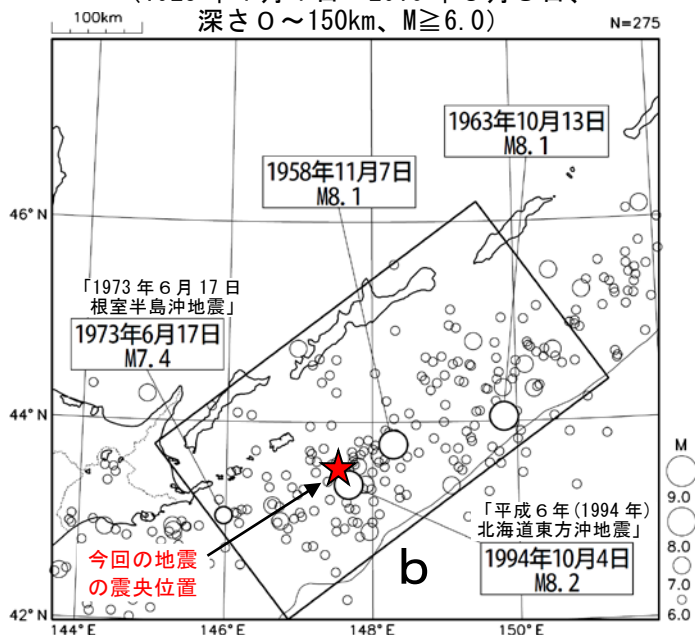 深さ0～150km、M≧6.0)
100km
N=275
1963年10月13日
M8.1
1958年11月7日
M8.1
46°N
「1973年6月17日
根室半島沖地震」
1973年6月17日
M7.4
44°N
M
9.0
8.0
7.0
6.0
「平成6年(1994年)
北海道東方沖地震」
1994年10月4日
M8.2
今回の地震
の震央位置
b
42°N
144°E
146°E
148°E
150°E